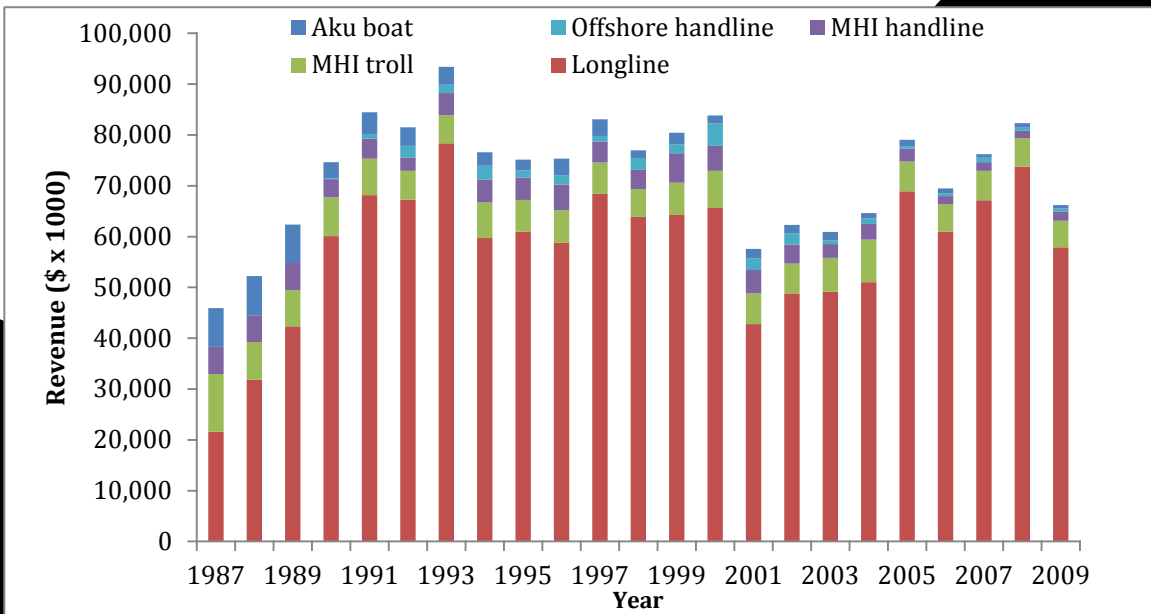 Aku boat Offshore handline MHI handline
MHI troll Longline
Revenue ($ x 1000)
100,000
90,000
80,000
70,000
60,000
50,000
40,000
30,000
20,000
10,000
0
1987 1989 1991 1993 1995 1997 1999 2001 2003 2005 2007 2009
Year